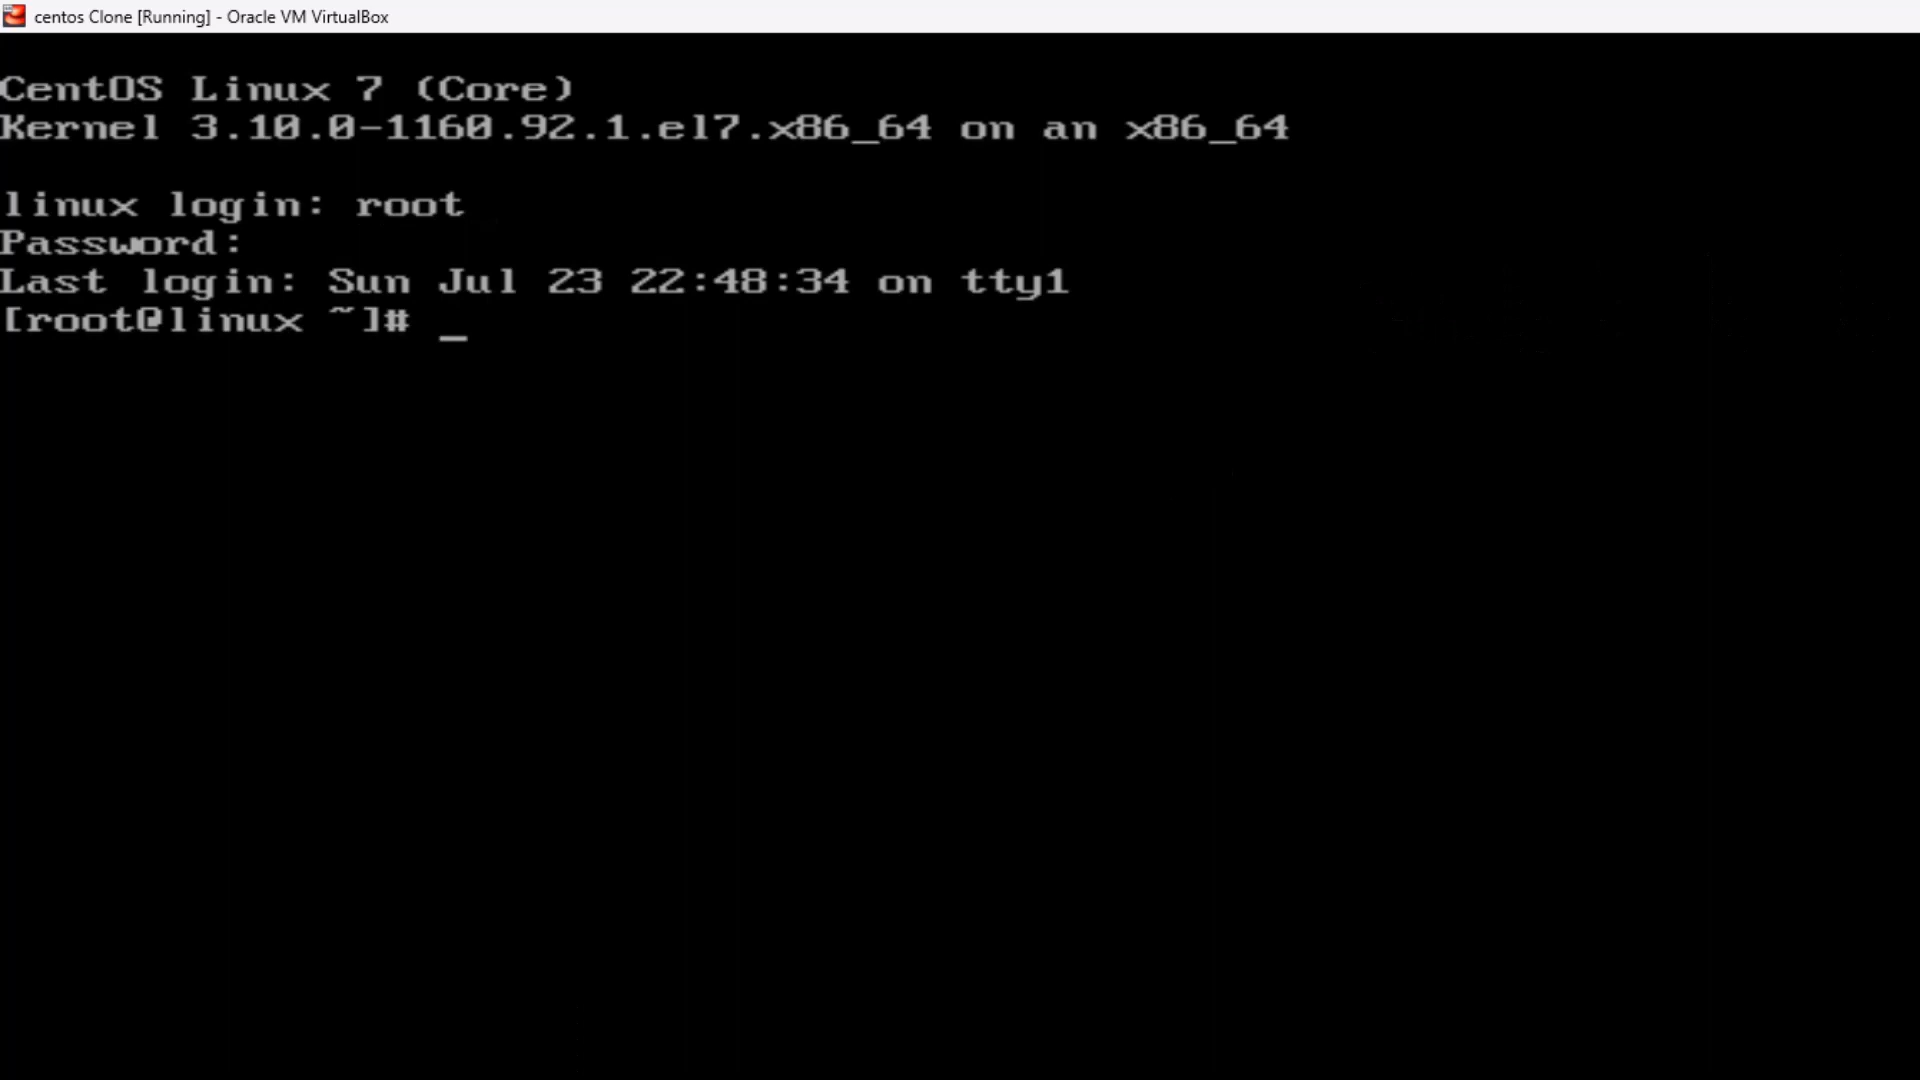 centos Clone [Running] - Oracle VM VirtualBox
CentOS Linux 7 (Core)
Kernel 3.10.0-1160.92.1.el7.x86_64 on an x86_64
linux login: root
Password:
Last login: Sun Jul 23 22:48:34 on tty1
[root@linux ~]# _